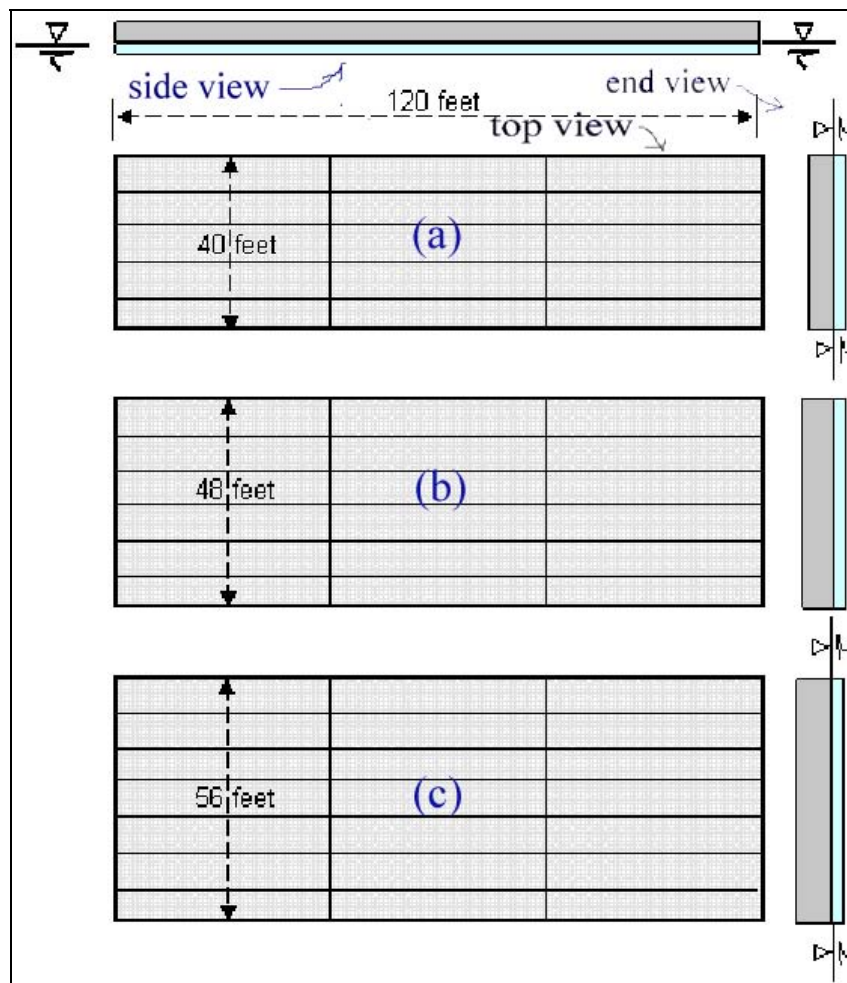 side view
120 feet
end view
top view
40 feet
(a)
48 feet
(b)
56 feet
(c)